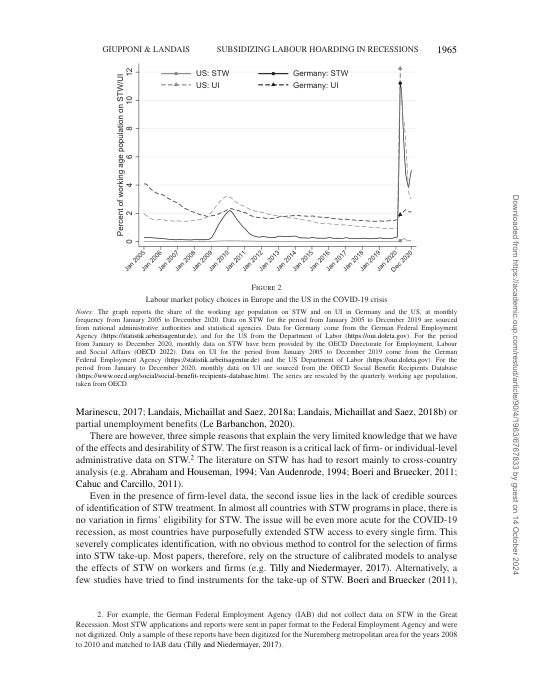 GIUPPONI & LANDAIS SUBSIDIZING LABOUR HOARDING IN RECESSIONS 1965
Percent of working age population on STW/UI
12
10
8
6
4
2
0
US: STW
US: UI
Germany: STW
Germany: UI
Jan 2005
Jan 2006
Jan 2007
Jan 2008
Jan 2009
Jan 2010
Jan 2011
Jan 2012
Jan 2013
Jan 2014
Jan 2015
Jan 2016
Jan 2017
Jan 2018
Jan 2019
Jan 2020
Dec 2020
FIGURE 2
Labour market policy choices in Europe and the US in the COVID-19 crisis
Notes: The graph reports the share of the working age population on STW and on UI in Germany and the US, at monthly
frequency from January 2005 to December 2020. Data on STW for the period from January 2005 to December 2019 are sourced
from national administrative authorities and statistical agencies. Data for Germany come from the German Federal Employment
Agency (https://statistik.arbeitsagentur.de), and for the US from the Department of Labor (https://oui.doleta.gov). For the period
from January to December 2020, monthly data on STW have been provided by the OECD Directorate for Employment, Labour
and Social Affairs (OECD 2022). Data on UI for the period from January 2005 to December 2019 come from the German
Federal Employment Agency (https://statistik.arbeitsagentur.de) and the US Department of Labor (https://oui.doleta.gov). For
the period from January to December 2020, monthly data on UI are sourced from the OECD Social Benefit Recipients Database
(https://www.oecd.org/social/social-benefit-recipients-database.htm). The series are rescaled by the quarterly working age population,
taken from OECD.
Marinescu, 2017; Landais, Michaillat and Saez, 2018a; Landais, Michaillat and Saez, 2018b) or
partial unemployment benefits (Le Barbanchon, 2020).
There are however, three simple reasons that explain the very limited knowledge that we have
of the effects and desirability of STW. The first reason is a critical lack of firm- or individual-level
administrative data on STW.2 The literature on STW has had to resort mainly to cross-country
analysis (e.g. Abraham and Houseman, 1994; Van Audenrode, 1994; Boeri and Bruecker, 2011;
Cahuc and Carcillo, 2011).
Even in the presence of firm-level data, the second issue lies in the lack of credible sources
of identification of STW treatment. In almost all countries with STW programs in place, there is
no variation in firms' eligibility for STW. The issue will be even more acute for the COVID-19
recession, as most countries have purposefully extended STW access to every single firm. This
severely complicates identification, with no obvious method to control for the selection of firms
into STW take-up. Most papers, therefore, rely on the structure of calibrated models to analyse
the effects of STW on workers and firms (e.g. Tilly and Niedermayer, 2017). Alternatively, a
few studies have tried to find instruments for the take-up of STW. Boeri and Bruecker (2011),
2. For example, the German Federal Employment Agency (IAB) did not collect data on STW in the Great
Recession. Most STW applications and reports were sent in paper format to the Federal Employment Agency and were
not digitized. Only a sample of these reports have been digitized for the Nuremberg metropolitan area for the years 2008
to 2010 and matched to IAB data (Tilly and Niedermayer, 2017).
Downloaded from https://academic.oup.com/restud/article/90/4/1963/6767833 by guest on 14 October 2024